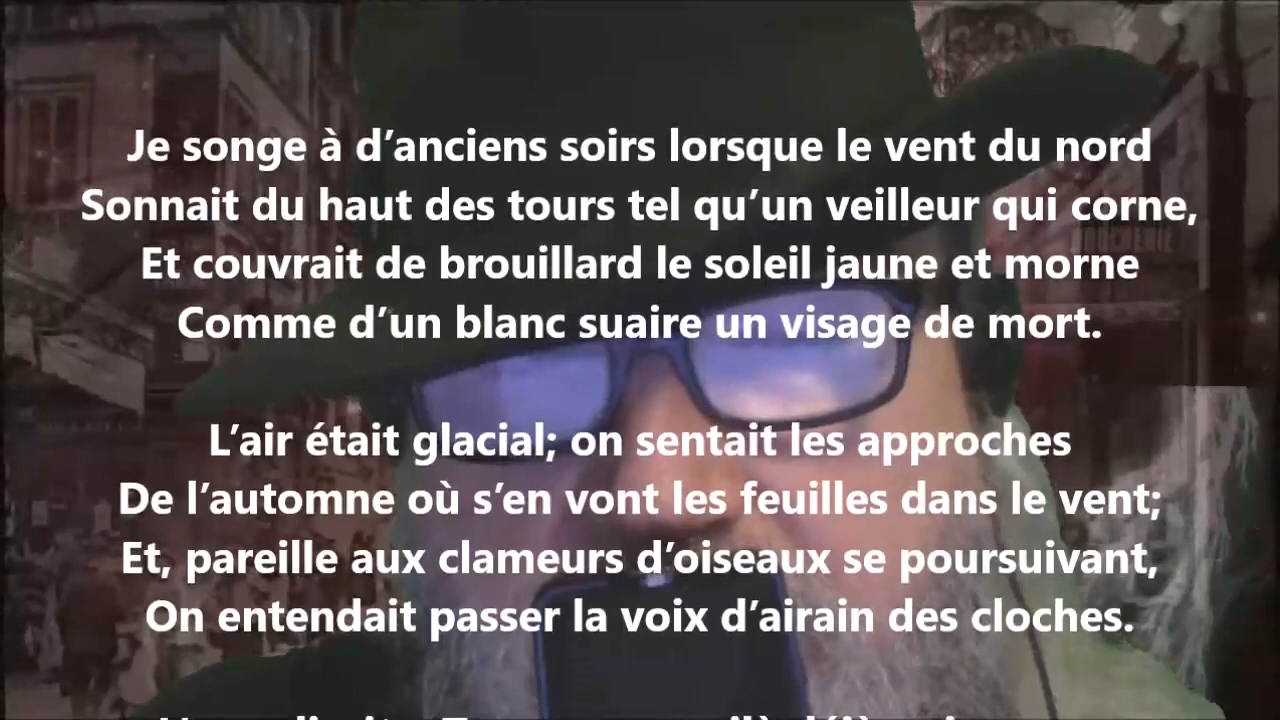 Je songe à d’anciens soirs lorsque le vent du nord
Sonnait du haut des tours tel qu’un veilleur qui corne,
Et couvrait de brouillard le soleil jaune et morne
Comme d’un blanc suaire un visage de mort.
L’air était glacial; on sentait les approches
De l’automne où s’en vont les feuilles dans le vent;
Et, pareille aux clameurs d’oiseaux se poursuivant,
On entendait passer la voix d’airain des cloches.